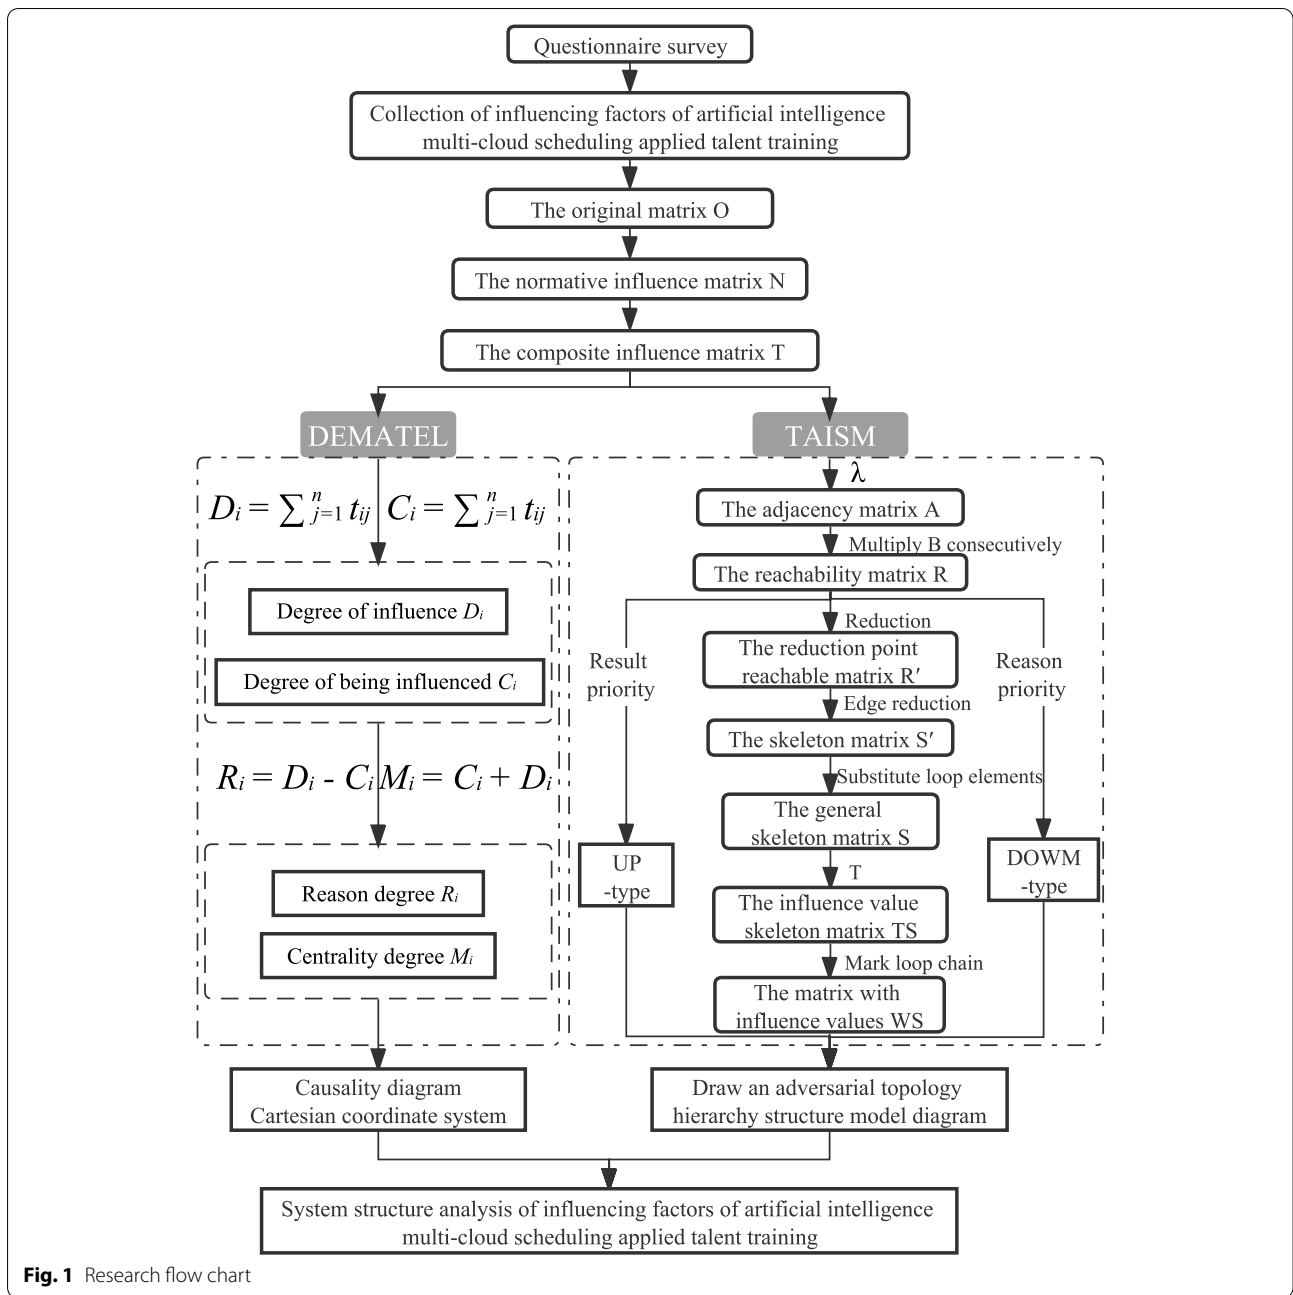 Questionnaire survey
Collection of influencing factors of artificial intelligence
multi-cloud scheduling applied talent training
The original matrix O
The normative influence matrix N
The composite influence matrix T
DEMATEL
D_i = ∑ ^n_{j=1} t_{ij}
C_i = ∑ ^n_{j=1} t_{ij}
Degree of influence D_i
Degree of being influenced C_i
R_i = D_i - C_i
M_i = C_i + D_i
Reason degree R_i
Centrality degree M_i
Causality diagram
Cartesian coordinate system
TAISM
λ
The adjacency matrix A
Multiply B consecutively
The reachability matrix R
Reduction
The reduction point
reachable matrix R′
Result
priority
Reason
priority
Edge reduction
The skeleton matrix S′
Substitute loop elements
The general
skeleton matrix S
UP
-type
DOWM
-type
T
The influence value
skeleton matrix TS
Mark loop chain
The matrix with
influence values WS
Draw an adversarial topology
hierarchy structure model diagram
System structure analysis of influencing factors of artificial intelligence
multi-cloud scheduling applied talent training
Fig. 1 Research flow chart